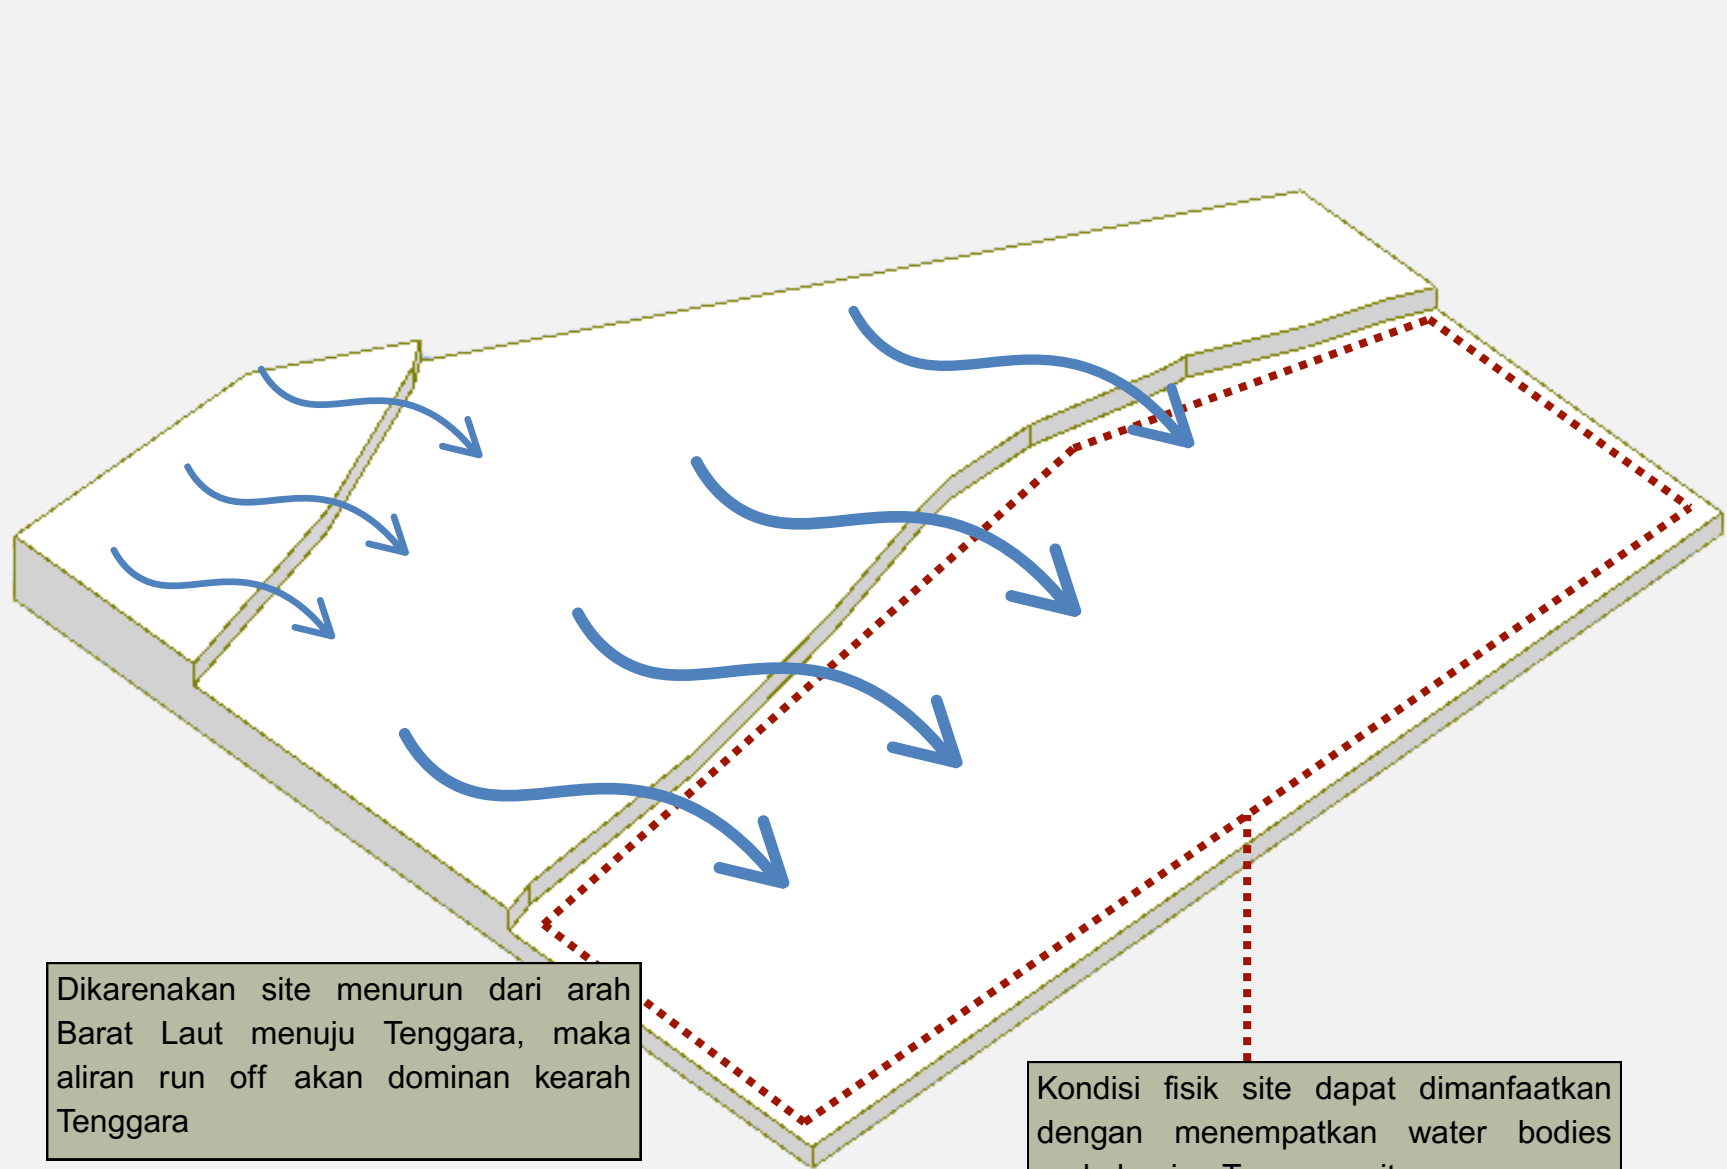 Dikarenakan site menurun dari arah
Barat Laut menuju Tenggara, maka
aliran run off akan dominan kearah
Tenggara
Kondisi fisik site dapat dimanfaatkan
dengan menempatkan water bodies